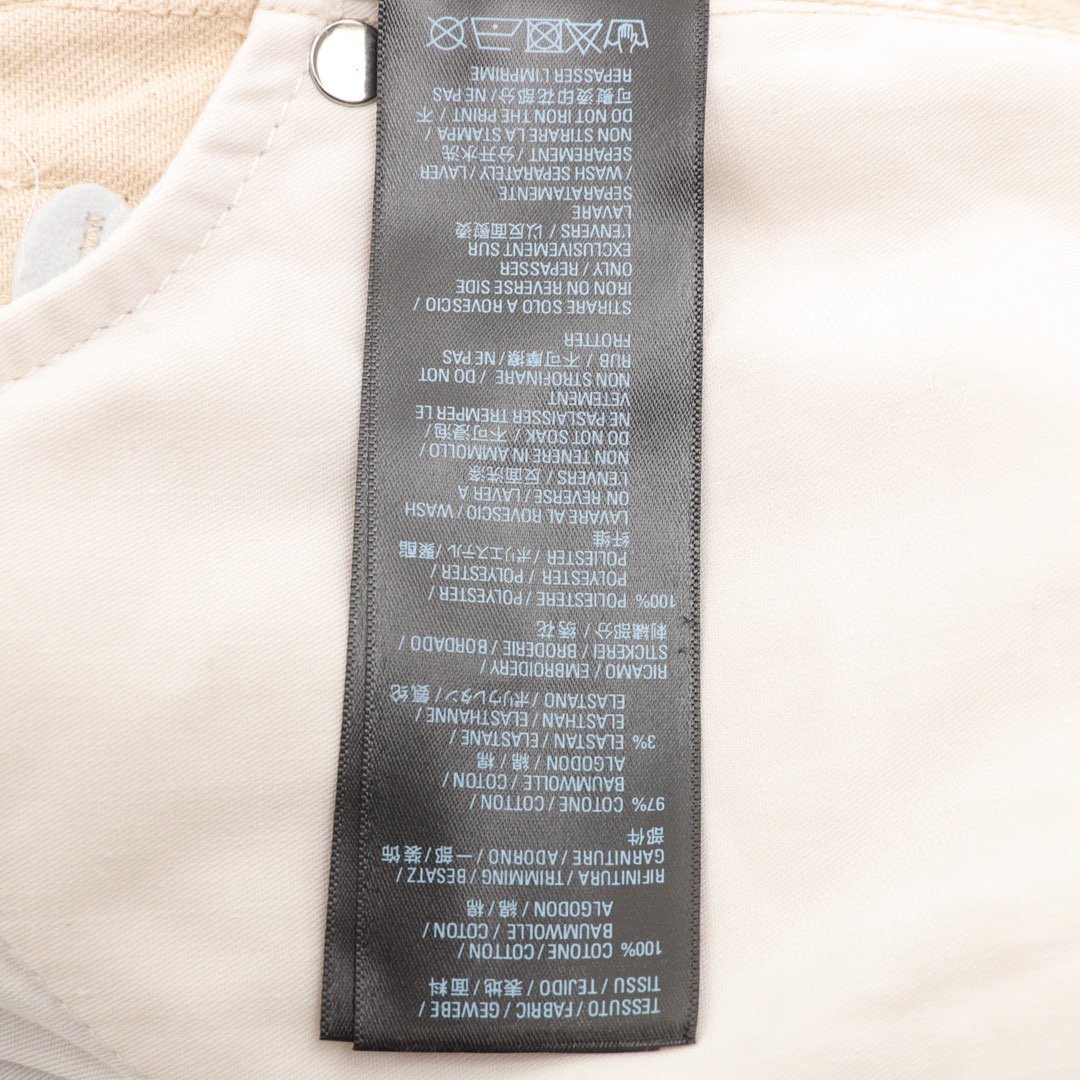 TESSUTO / FABRIC / GEWEBE /
TISSU / TEJIDO / 表地 / 面料
100% COTONE / COTTON /
BAUMWOLLE / COTON /
ALGODON / 綿 / 棉
RIFINITURA / TRIMMING / BESATZ /
GARNITURE / ADORNO / 一部 / 装饰
部件
97% COTONE / COTTON /
BAUMWOLLE / COTON /
ALGODON / 綿 / 棉
3% ELASTAN / ELASTANE /
ELASTHAN / ELASTHANNE /
ELASTANO / ポリウレタン / 氨纶
RICAMO / EMBROIDERY /
STICKEREI / BRODERIE / BORDADO /
刺繍部分 / 绣花
100% POLIESTERE / POLYESTER /
POLYESTER / POLYESTER /
POLIESTER / ポリエステル / 聚酯
纤维
LAVARE AL ROVESCIO / WASH
ON REVERSE / LAVER A
L'ENVERS / 反面洗涤
NON TENERE IN AMMOLLO /
DO NOT SOAK / 不可浸泡 /
NE PAS LAISSER TREMPER LE
VETEMENT
NON STROFINARE / DO NOT
RUB / 不可摩擦 / NE PAS
FROTTER
STIRARE SOLO A ROVESCIO /
IRON ON REVERSE SIDE
ONLY / REPASSER
EXCLUSIVEMENT SUR
L'ENVERS / 以反面熨烫
LAVARE
SEPARATAMENTE
/ WASH SEPARATELY / LAVER
SEPAREMENT / 分开水洗
NON STIRARE LA STAMPA /
DO NOT IRON THE PRINT / 不
可熨烫印花部分 / NE PAS
REPASSER L'IMPRIME